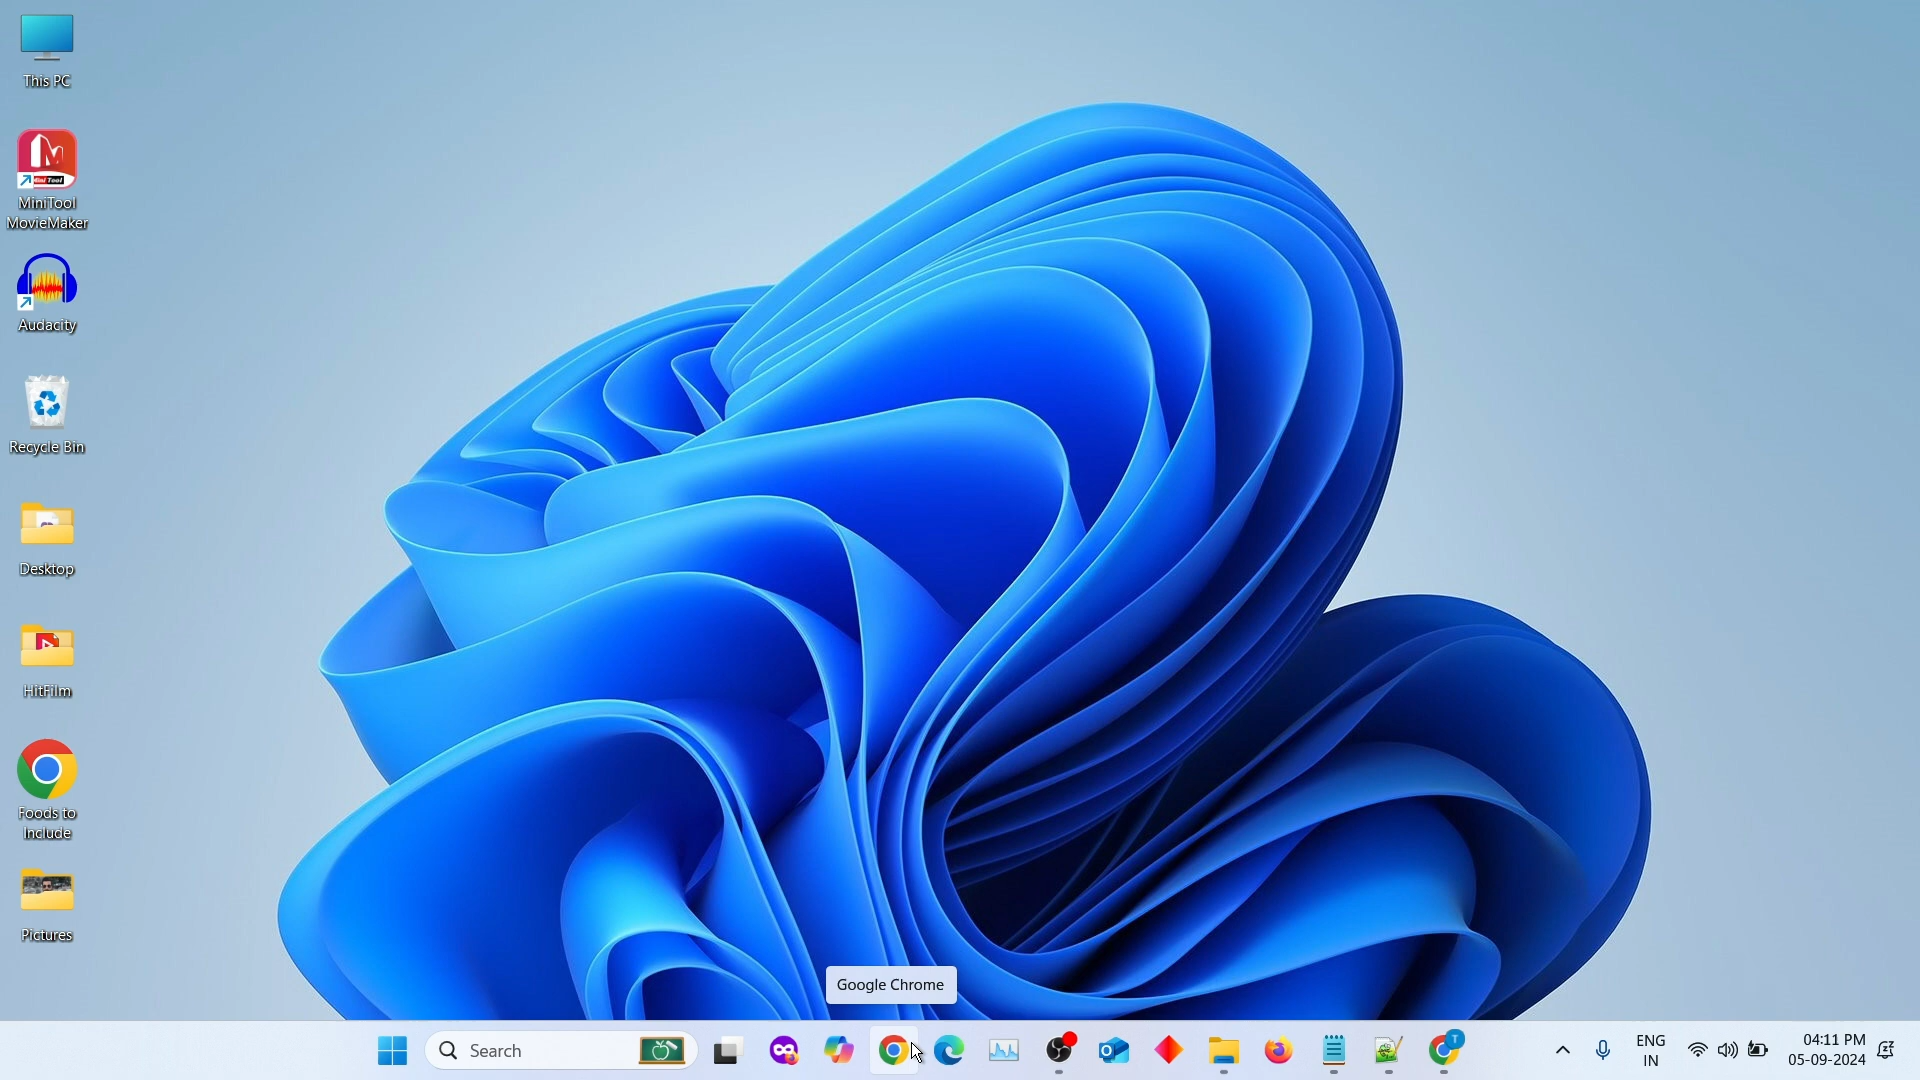 This PC
MiniTool
MovieMaker
Audacity
Recycle Bin
Desktop
HitFilm
Foods to
Include
Pictures
Google Chrome
Search
T
ENG
IN
04:11 PM
05-09-2024